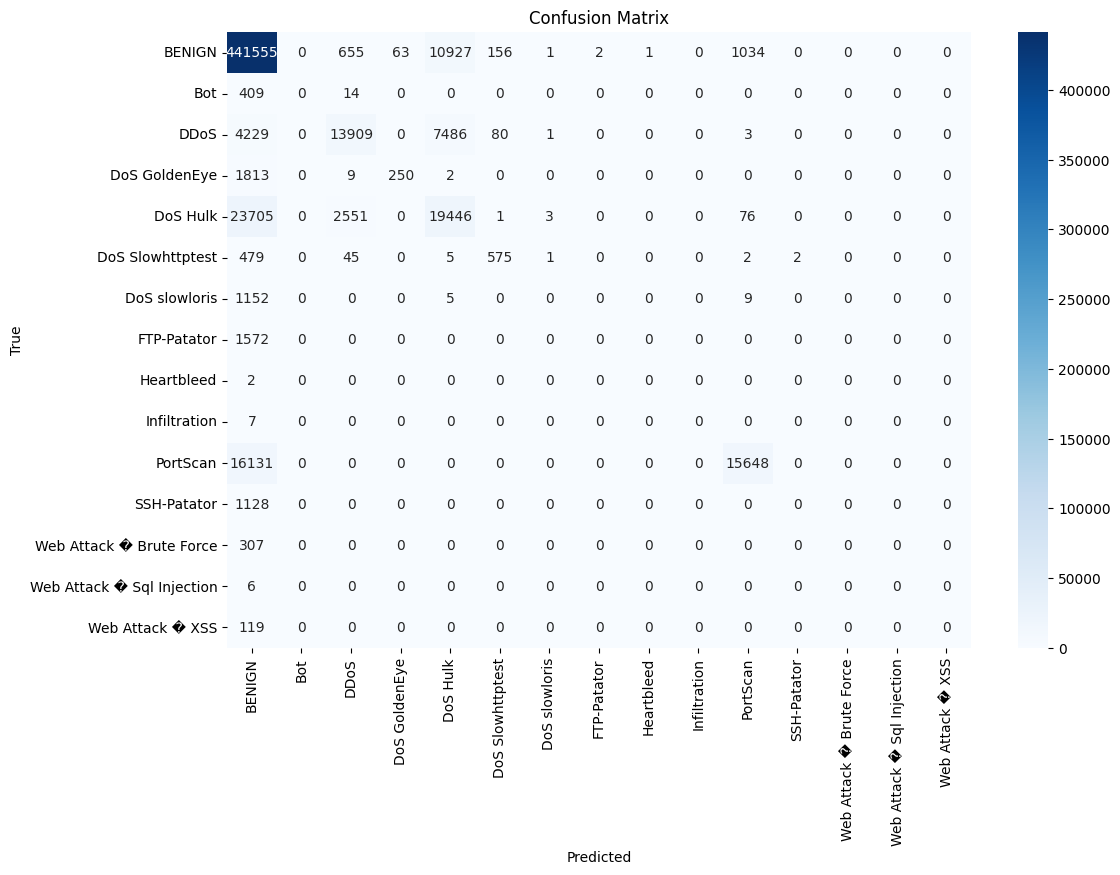 Confusion Matrix
BENIGN 441555 0 655 63 10927 156 1 2 1 0 1034 0 0 0 0
Bot 409 0 14 0 0 0 0 0 0 0 0 0 0 0 0
DDoS 4229 0 13909 0 7486 80 1 0 0 0 3 0 0 0 0
DoS GoldenEye 1813 0 9 250 2 0 0 0 0 0 0 0 0 0 0
DoS Hulk 23705 0 2551 0 19446 1 3 0 0 0 76 0 0 0 0
DoS Slowhttptest 479 0 45 0 5 575 1 0 0 0 2 2 0 0 0
DoS slowloris 1152 0 0 0 5 0 0 0 0 0 9 0 0 0 0
FTP-Patator 1572 0 0 0 0 0 0 0 0 0 0 0 0 0 0
Heartbleed 2 0 0 0 0 0 0 0 0 0 0 0 0 0 0
Infiltration 7 0 0 0 0 0 0 0 0 0 0 0 0 0 0
PortScan 16131 0 0 0 0 0 0 0 0 0 15648 0 0 0 0
SSH-Patator 1128 0 0 0 0 0 0 0 0 0 0 0 0 0 0
Web Attack � Brute Force 307 0 0 0 0 0 0 0 0 0 0 0 0 0 0
Web Attack � Sql Injection 6 0 0 0 0 0 0 0 0 0 0 0 0 0 0
Web Attack � XSS 119 0 0 0 0 0 0 0 0 0 0 0 0 0 0
True
BENIGN
Bot
DDoS
DoS GoldenEye
DoS Hulk
DoS Slowhttptest
DoS slowloris
FTP-Patator
Heartbleed
Infiltration
PortScan
SSH-Patator
Web Attack � Brute Force
Web Attack � Sql Injection
Web Attack � XSS
Predicted
400000
350000
300000
250000
200000
150000
100000
50000
0